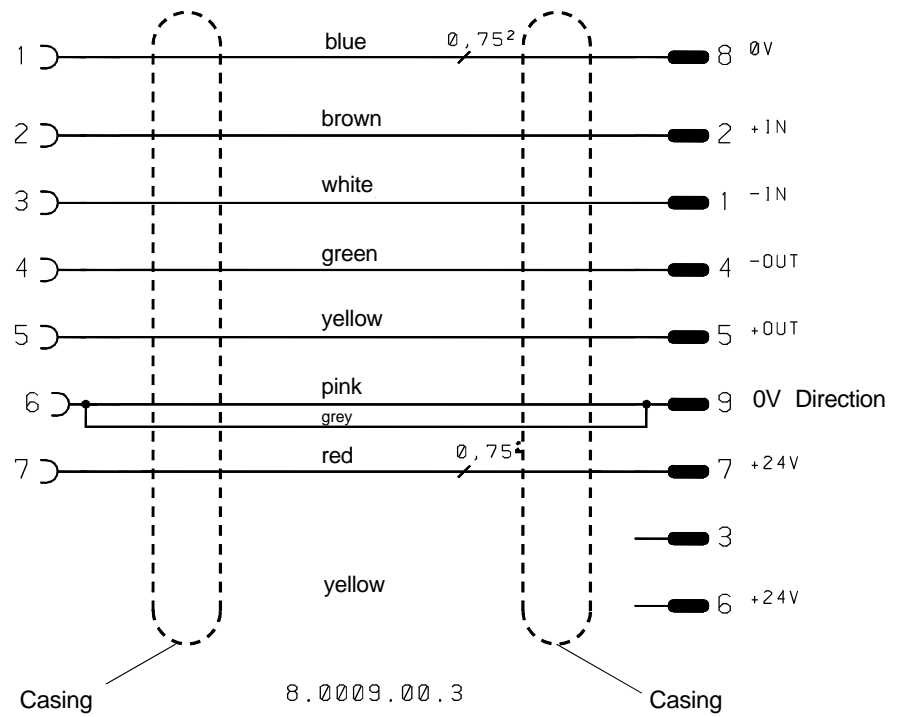 1 blue 0,75² 8 0V
2 brown 2 +IN
3 white 1 -IN
4 green 4 -OUT
5 yellow 5 +OUT
6 pink 9 0V Direction
grey
7 red 0,75² 7 +24V
3
yellow 6 +24V
Casing 8.0009.00.3 Casing